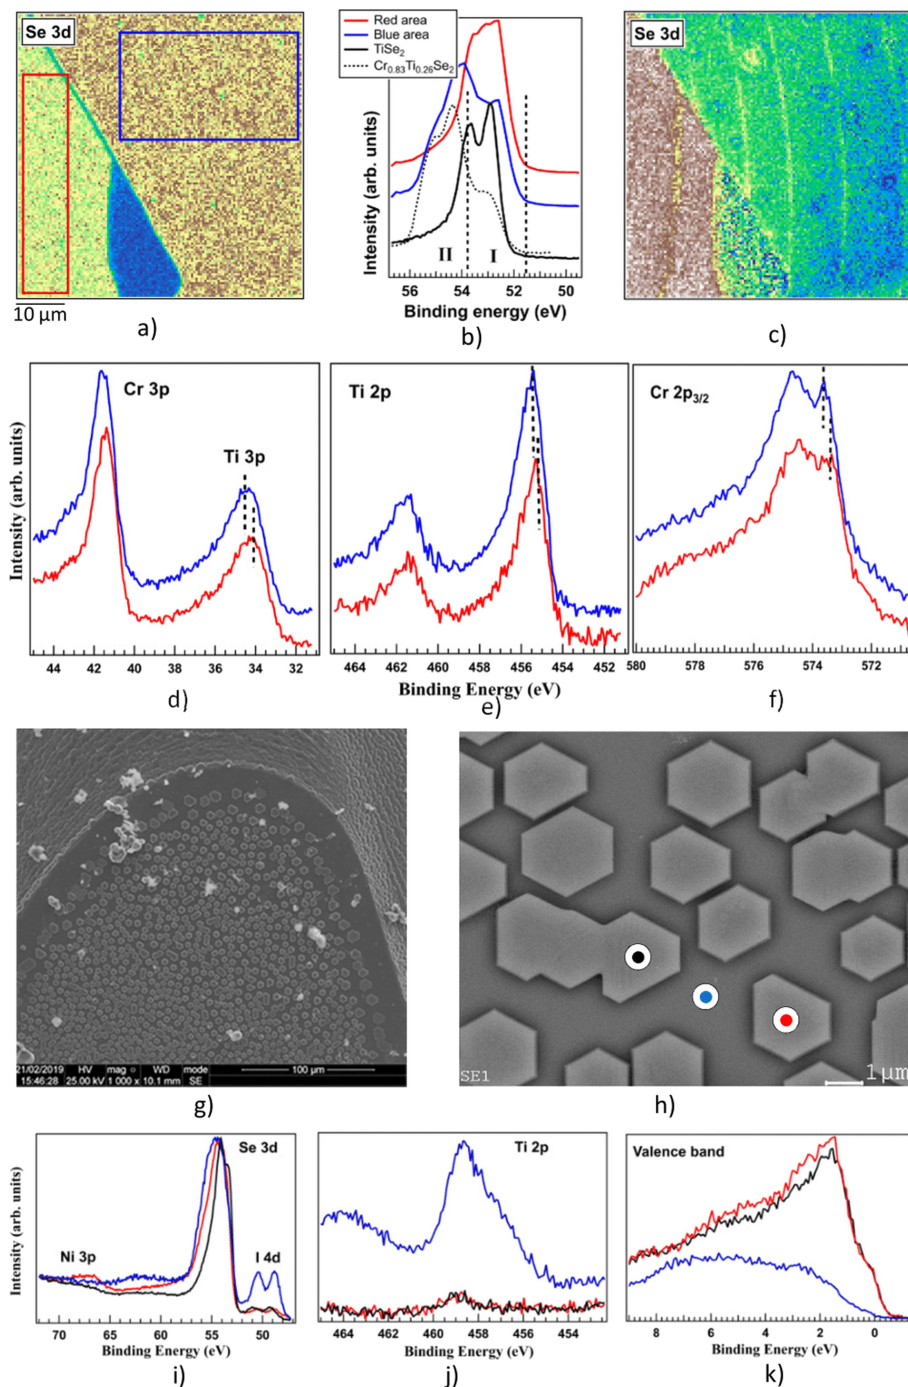 Se 3d
10 μm
a)
Red area
Blue area
TiSe2
Cr0.83Ti0.26Se2
Intensity (arb. units)
II
I
56
54
52
50
Binding energy (eV)
b)
Se 3d
c)
Intensity (arb. units)
Cr 3p
Ti 3p
44
42
40
38
36
34
32
d)
Ti 2p
464
462
460
458
456
454
452
Binding Energy (eV)
e)
Cr 2p3/2
580
578
576
574
572
f)
21/02/2019 HV mag WD mode
15:46:28 25.00 kV 1 000 x 10.1 mm SE
100 μm
g)
SE1
1μm
h)
Intensity (arb. units)
Se 3d
Ni 3p
I 4d
70
65
60
55
50
Binding Energy (eV)
i)
Ti 2p
464
462
460
458
456
454
Binding Energy (eV)
j)
Valence band
8
6
4
2
0
Binding Energy (eV)
k)